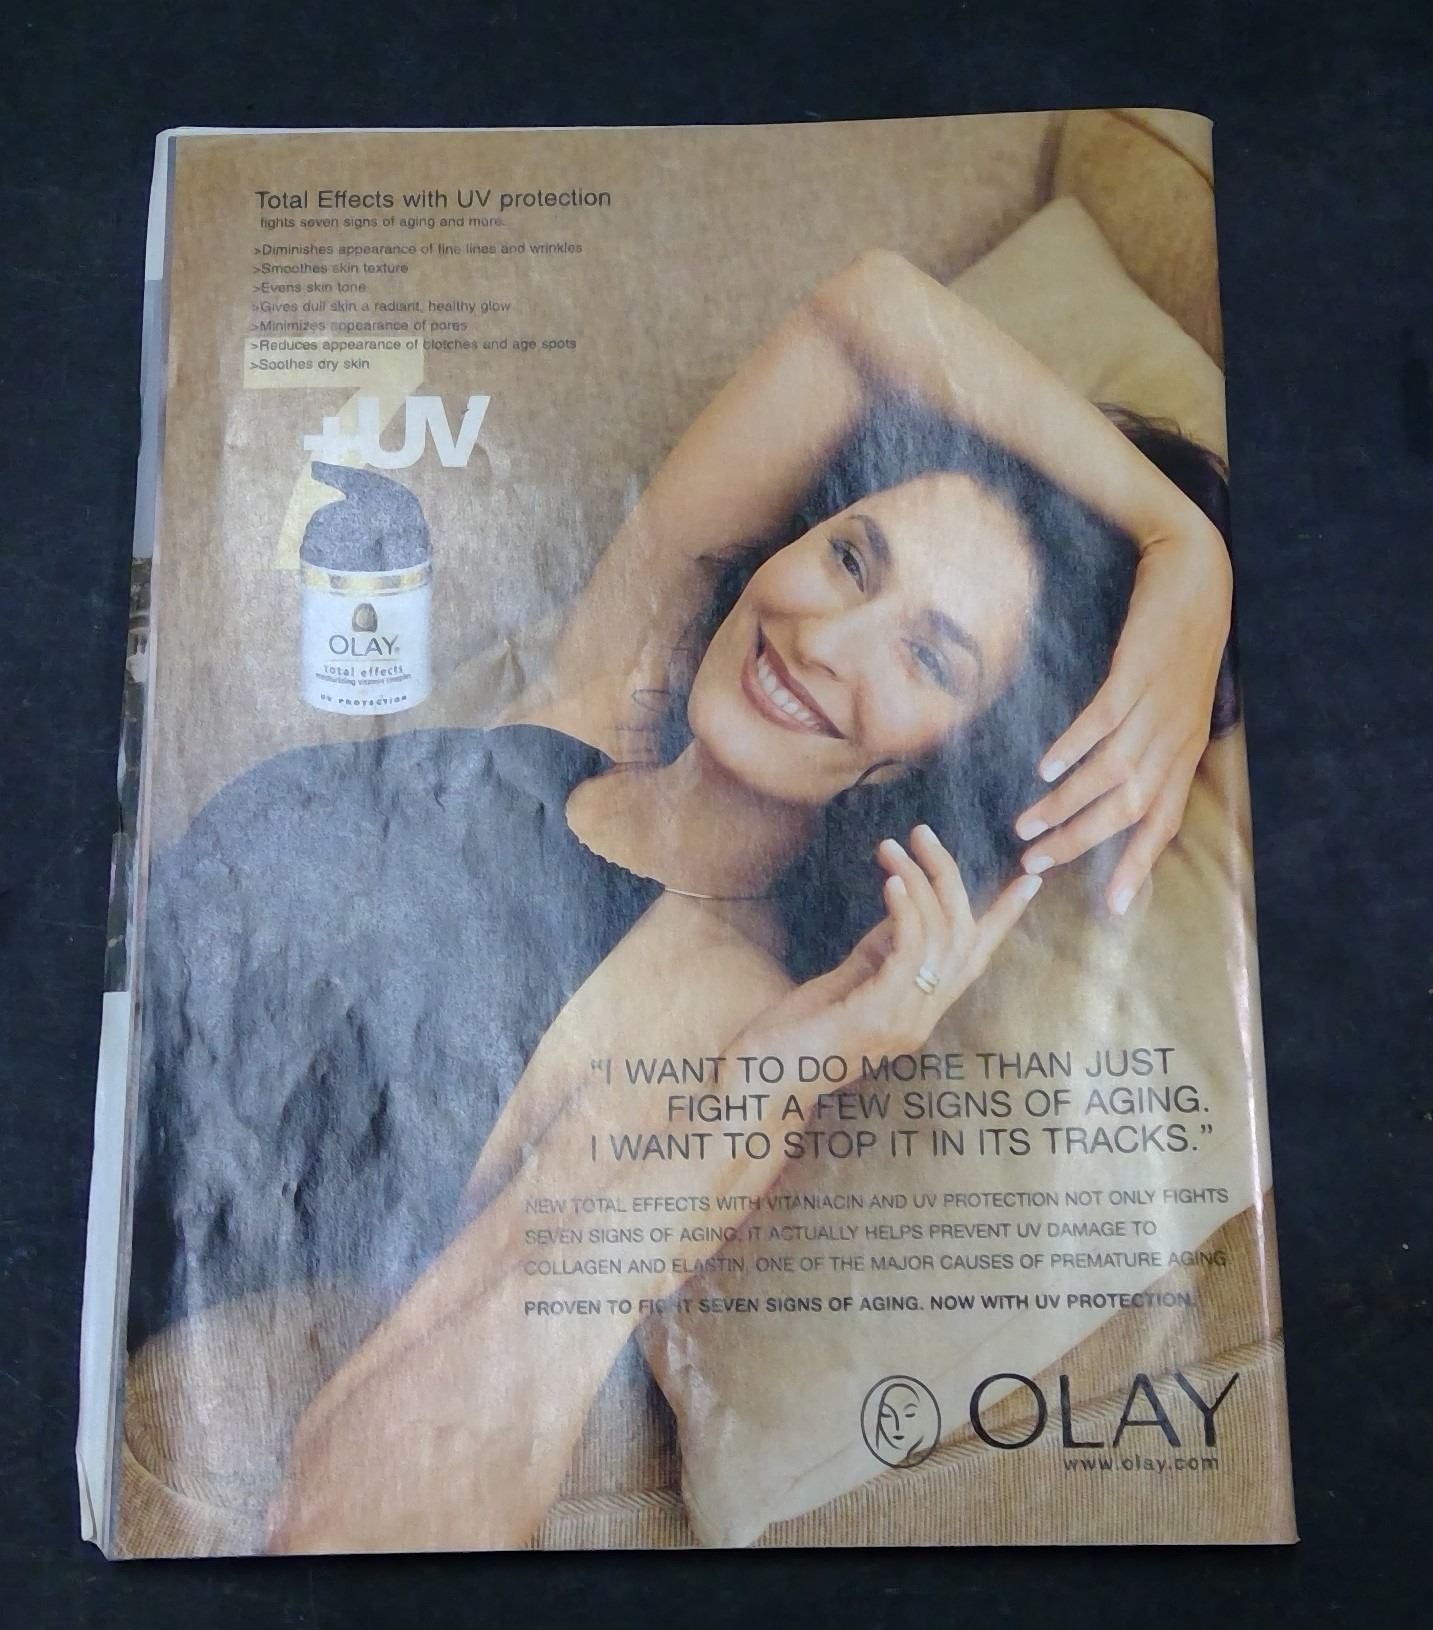 Total Effects with UV protection
fights seven signs of aging and more.
>Diminishes appearance of fine lines and wrinkles
>Smoothes skin texture
>Evens skin tone
>Gives dull skin a radiant, healthy glow
>Minimizes appearance of pores
>Reduces appearance of blotches and age spots
>Soothes dry skin
7
+UV
OLAY
total effects
moisturizing vitamin complex
UV PROTECTION
“I WANT TO DO MORE THAN JUST
FIGHT A FEW SIGNS OF AGING.
I WANT TO STOP IT IN ITS TRACKS.”
NEW TOTAL EFFECTS WITH VITANIACIN AND UV PROTECTION NOT ONLY FIGHTS
SEVEN SIGNS OF AGING, IT ACTUALLY HELPS PREVENT UV DAMAGE TO
COLLAGEN AND ELASTIN, ONE OF THE MAJOR CAUSES OF PREMATURE AGING
PROVEN TO FIGHT SEVEN SIGNS OF AGING. NOW WITH UV PROTECTION.
OLAY
www.olay.com